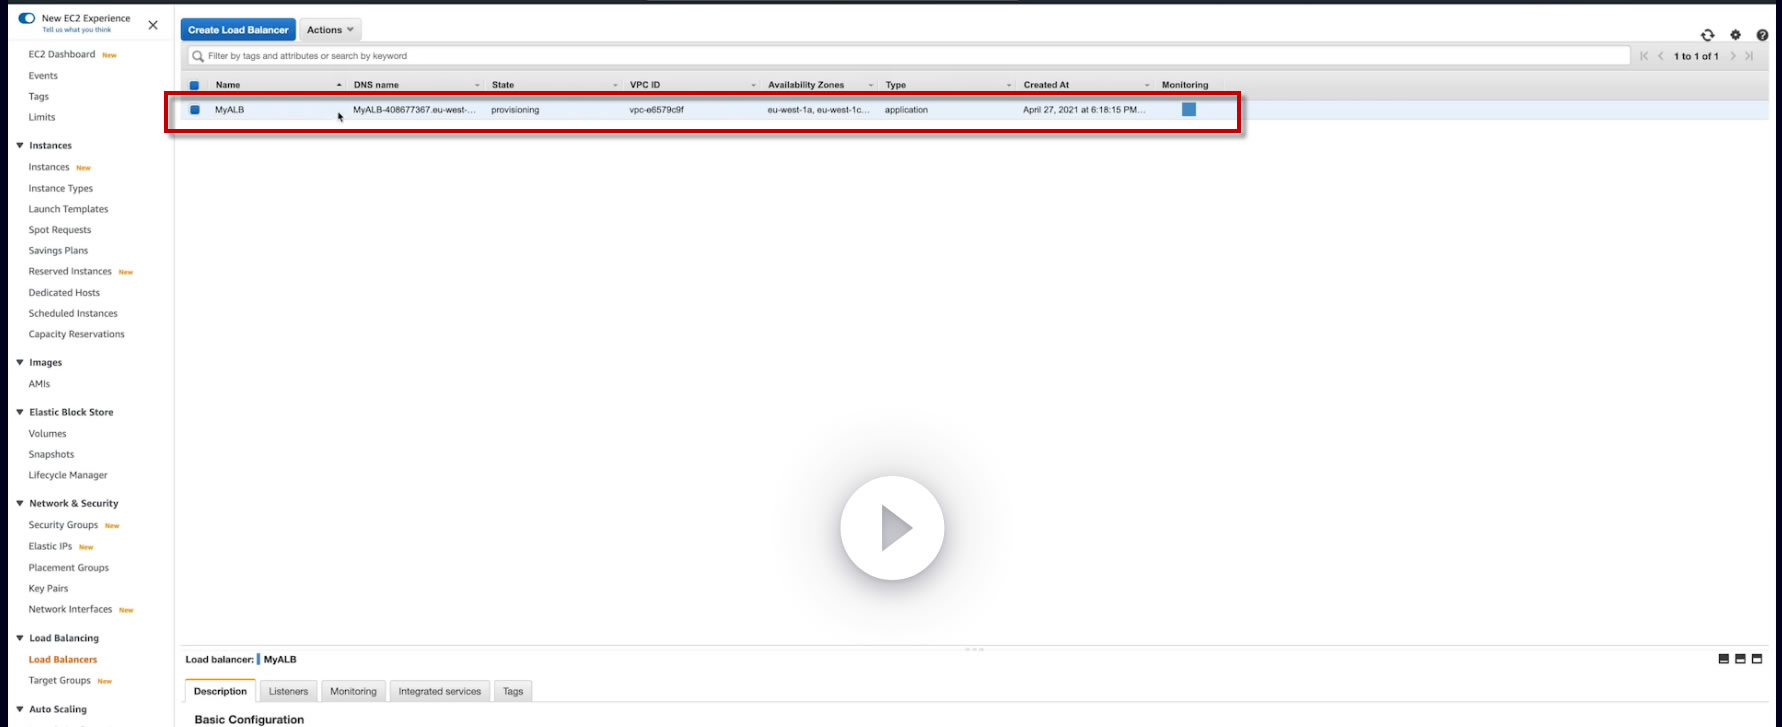 New EC2 Experience
Tell us what you think
EC2 Dashboard New
Events
Tags
Limits
Instances
Instances New
Instance Types
Launch Templates
Spot Requests
Savings Plans
Reserved Instances New
Dedicated Hosts
Scheduled Instances
Capacity Reservations
Images
AMIs
Elastic Block Store
Volumes
Snapshots
Lifecycle Manager
Network & Security
Security Groups New
Elastic IPs New
Placement Groups
Key Pairs
Network Interfaces New
Load Balancing
Load Balancers
Target Groups New
Auto Scaling
Create Load Balancer Actions
Filter by tags and attributes or search by keyword
1 to 1 of 1
Name DNS name State VPC ID Availability Zones Type Created At Monitoring
MyALB MyALB-408677367.eu-west-... provisioning vpc-e6579c9f eu-west-1a, eu-west-1c... application April 27, 2021 at 6:18:15 PM...
Load balancer: MyALB
Description Listeners Monitoring Integrated services Tags
Basic Configuration